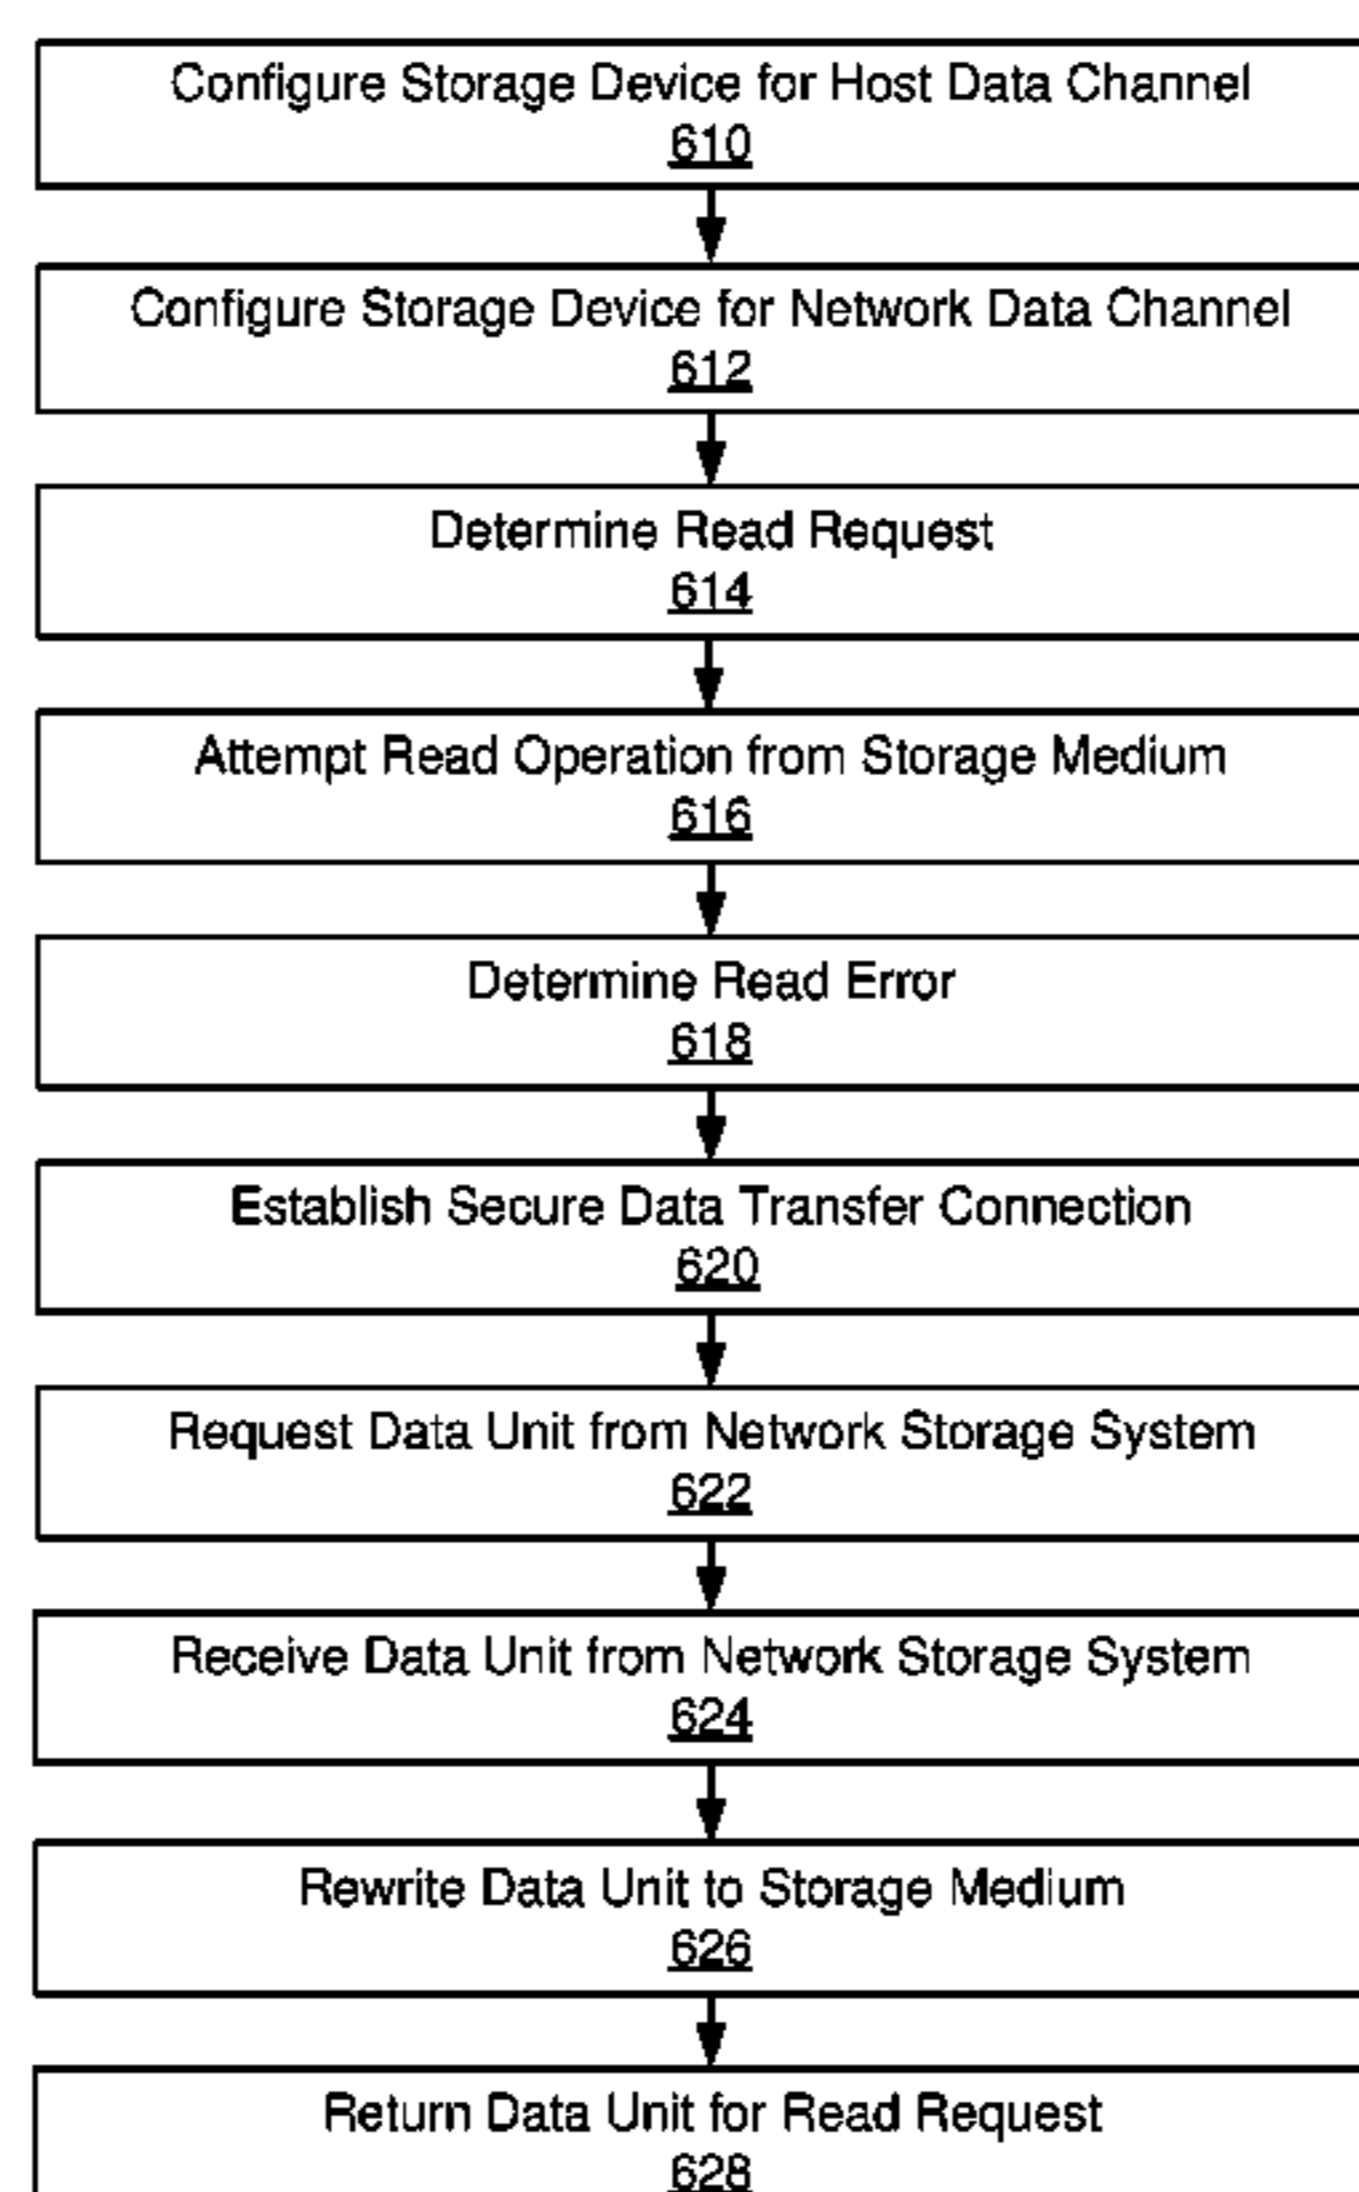 Configure Storage Device for Host Data Channel
610
Configure Storage Device for Network Data Channel
612
Determine Read Request
614
Attempt Read Operation from Storage Medium
616
Determine Read Error
618
Establish Secure Data Transfer Connection
620
Request Data Unit from Network Storage System
622
Receive Data Unit from Network Storage System
624
Rewrite Data Unit to Storage Medium
626
Return Data Unit for Read Request
628